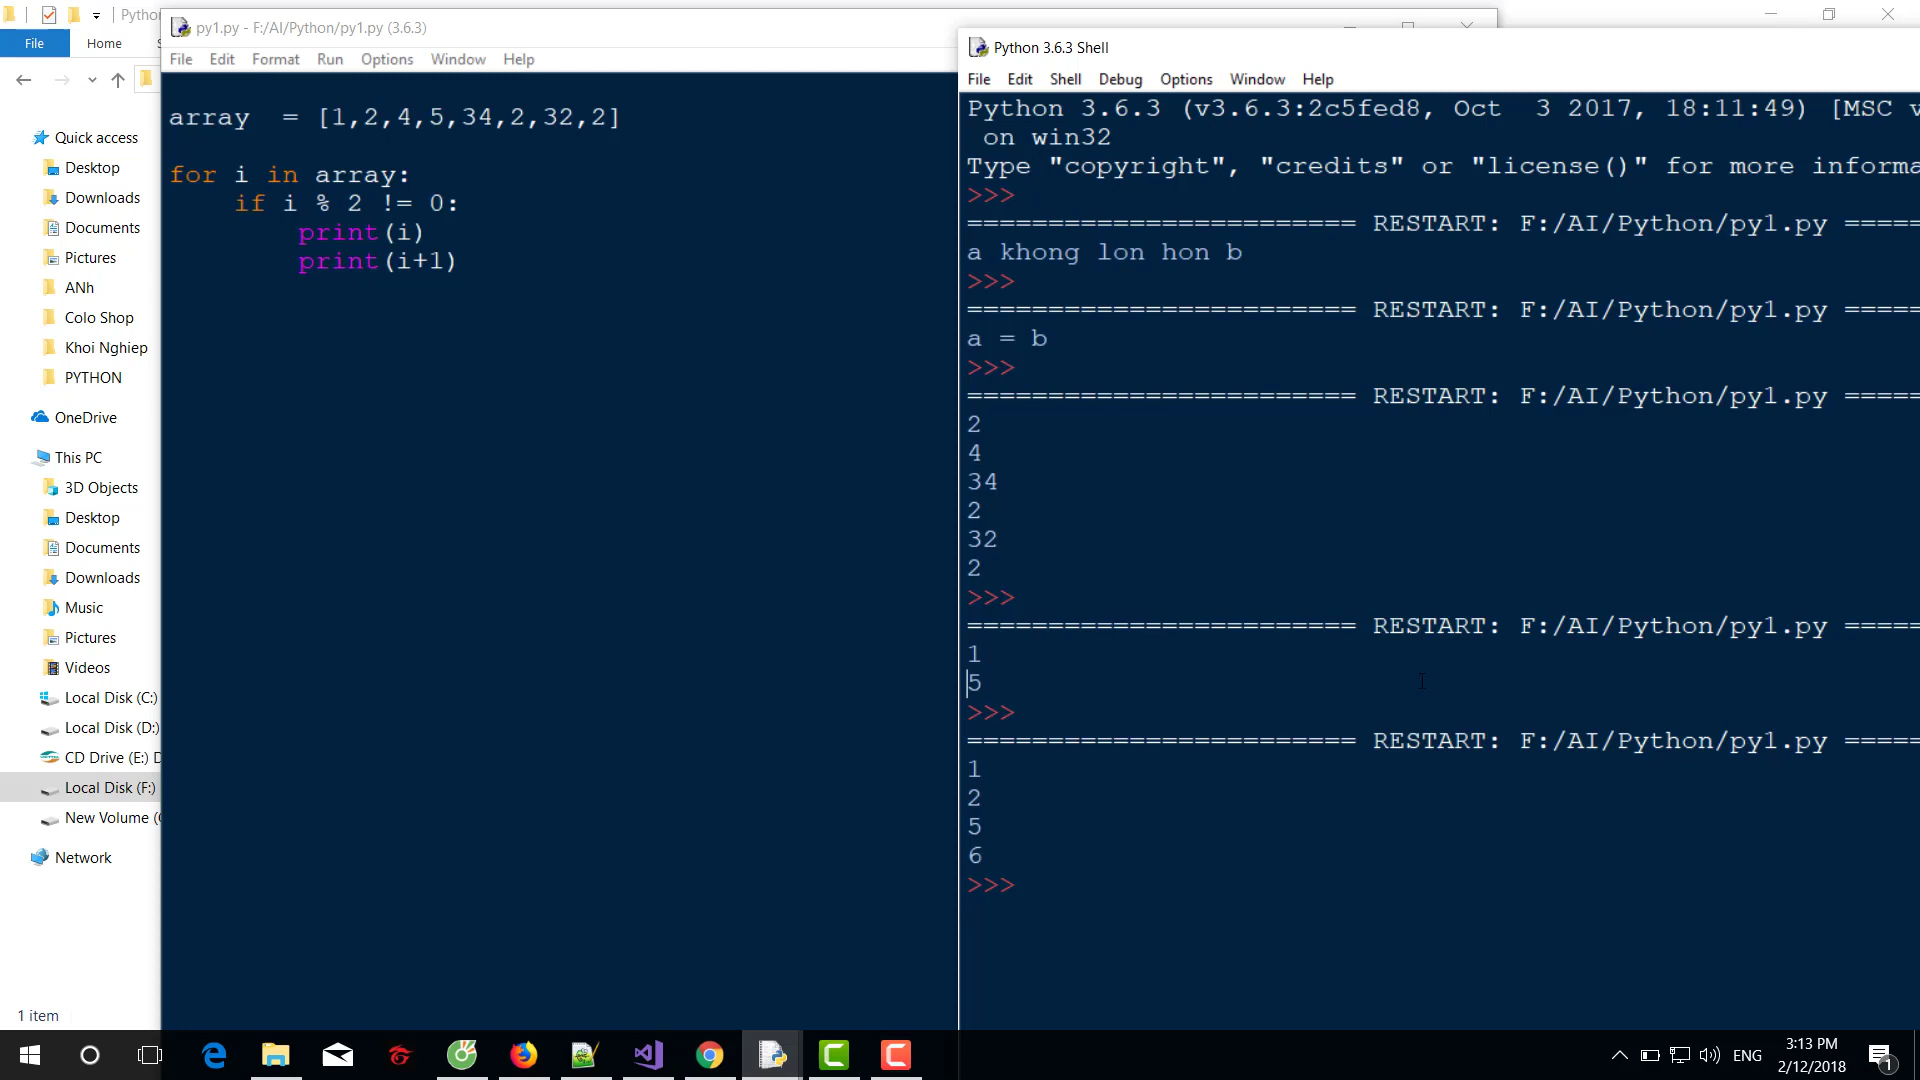 Pytho
File
Home
Quick access
Desktop
Downloads
Documents
Pictures
ANh
Colo Shop
Khoi Nghiep
PYTHON
OneDrive
This PC
3D Objects
Desktop
Documents
Downloads
Music
Pictures
Videos
Local Disk (C:)
Local Disk (D:)
CD Drive (E:) D
Local Disk (F:)
New Volume (
Network
1 item
py1.py - F:/AI/Python/py1.py (3.6.3)
File Edit Format Run Options Window Help
array  = [1,2,4,5,34,2,32,2]
for i in array:
    if i % 2 != 0:
        print(i)
        print(i+1)
Python 3.6.3 Shell
File Edit Shell Debug Options Window Help
Python 3.6.3 (v3.6.3:2c5fed8, Oct  3 2017, 18:11:49) [MSC v
 on win32
Type "copyright", "credits" or "license()" for more informa
>>>
======================== RESTART: F:/AI/Python/py1.py =====
a khong lon hon b
>>>
======================== RESTART: F:/AI/Python/py1.py =====
a = b
>>>
======================== RESTART: F:/AI/Python/py1.py =====
2
4
34
2
32
2
>>>
======================== RESTART: F:/AI/Python/py1.py =====
1
5
>>>
======================== RESTART: F:/AI/Python/py1.py =====
1
2
5
6
>>>
ENG
3:13 PM
2/12/2018
1